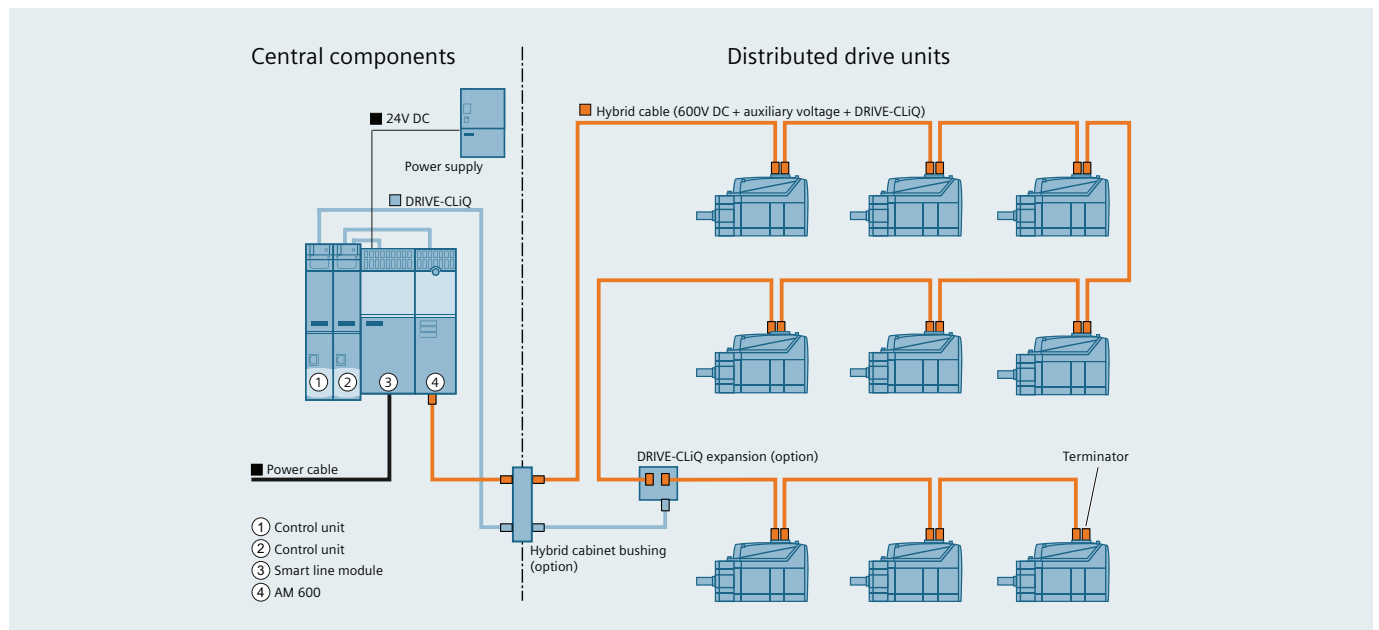 Central components
Distributed drive units
24V DC
Power supply
DRIVE-CLiQ
Hybrid cable (600V DC + auxiliary voltage + DRIVE-CLiQ)
1 2 3 4
Power cable
DRIVE-CLiQ expansion (option)
Terminator
1 Control unit
2 Control unit
3 Smart line module
4 AM 600
Hybrid cabinet bushing
(option)